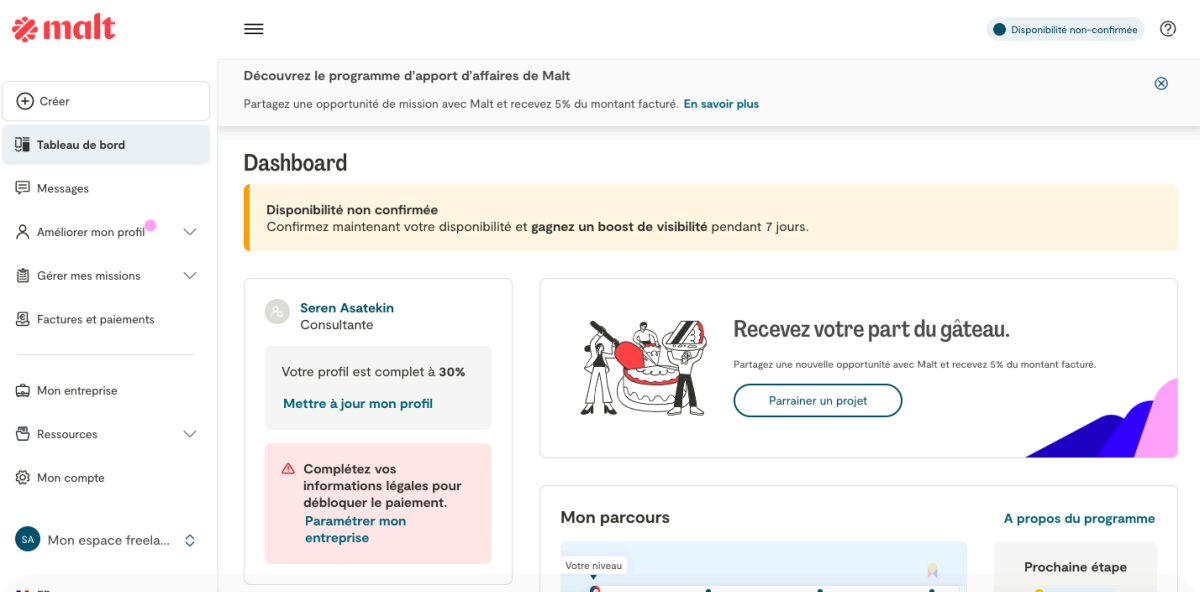 malt
Disponibilité non-confirmée
Découvrez le programme d'apport d'affaires de Malt
Partagez une opportunité de mission avec Malt et recevez 5% du montant facturé. En savoir plus
Créer
Tableau de bord
Messages
Améliorer mon profil
Gérer mes missions
Factures et paiements
Mon entreprise
Ressources
Mon compte
SA Mon espace freela...
Dashboard
Disponibilité non confirmée
Confirmez maintenant votre disponibilité et gagnez un boost de visibilité pendant 7 jours.
Seren Asatekin
Consultante
Votre profil est complet à 30%
Mettre à jour mon profil
Complétez vos
informations légales pour
débloquer le paiement.
Paramétrer mon
entreprise
Recevez votre part du gâteau.
Partagez une nouvelle opportunité avec Malt et recevez 5% du montant facturé.
Parrainer un projet
Mon parcours
A propos du programme
Votre niveau
Prochaine étape